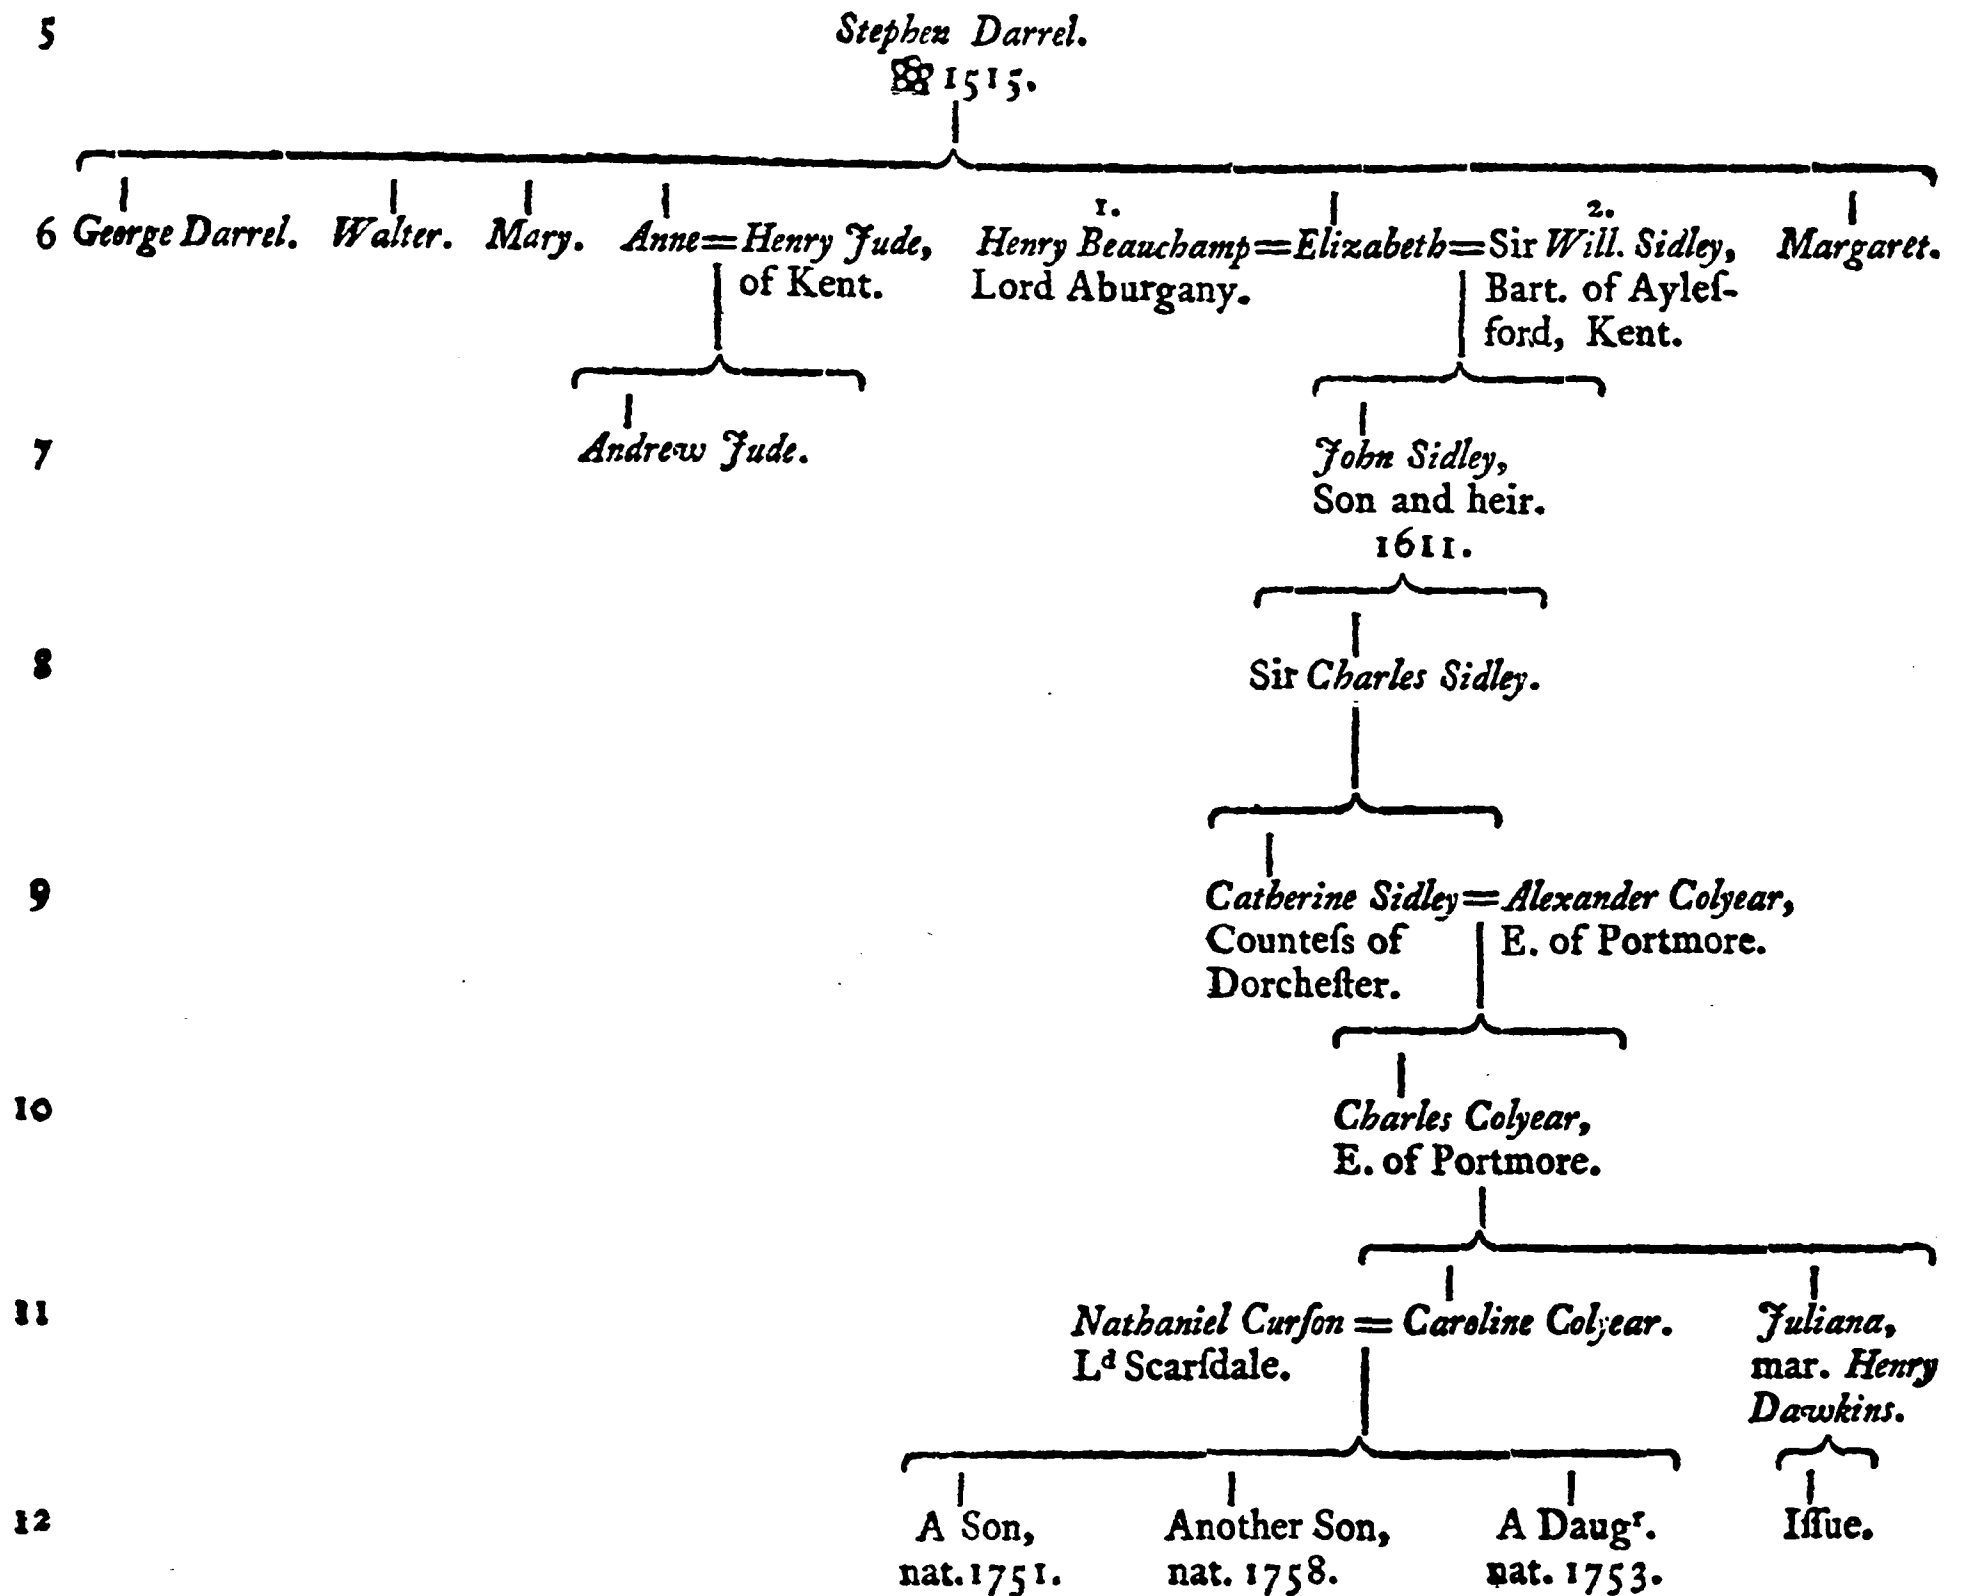 5
Stephen Darrel.
1515.
1. 2.
6 George Darrel. Walter. Mary. Anne=Henry Jude, Henry Beauchamp=Elizabeth=Sir Will. Sidley, Margaret.
of Kent. Lord Aburgany. Bart. of Ayleſ-
ford, Kent.
7 Andrew Jude. John Sidley,
Son and heir.
1611.
8 Sir Charles Sidley.
9 Catherine Sidley=Alexander Colyear,
Counteſs of E. of Portmore.
Dorcheſter.
10 Charles Colyear,
E. of Portmore.
11 Nathaniel Curſon = Caroline Colyear. Juliana,
Lᵈ Scarſdale. mar. Henry
Dawkins.
12 A Son, Another Son, A Daugʳ. Iſſue.
nat. 1751. nat. 1758. nat. 1753.